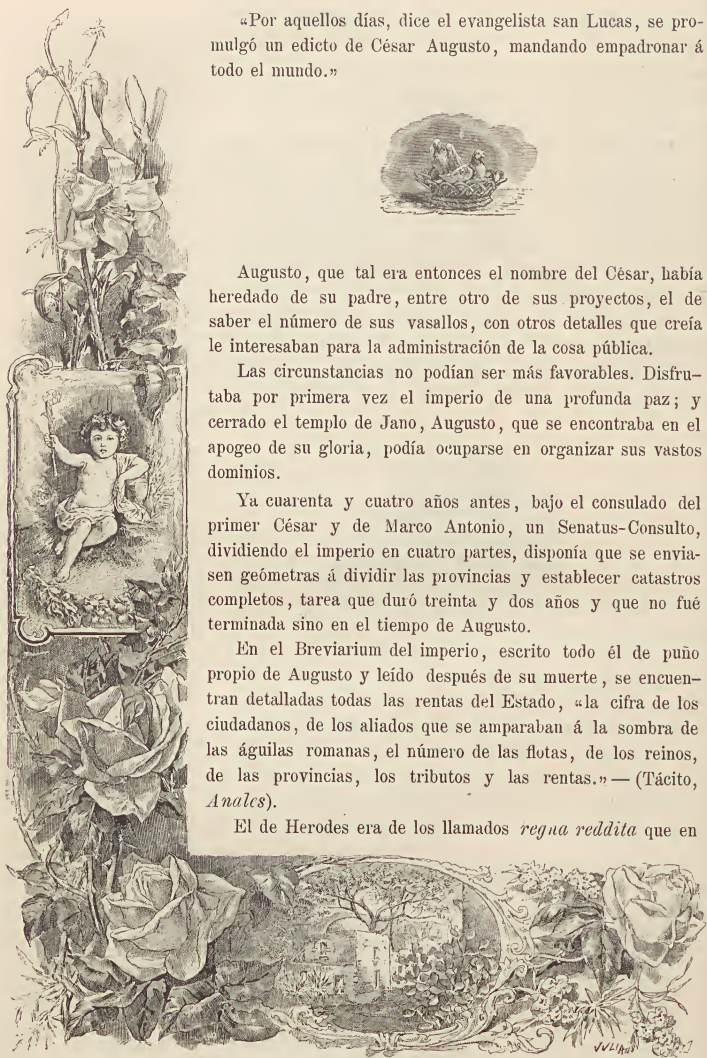 «Por aquellos días, dice el evangelista san Lucas, se pro-
mulgó un edicto de César Augusto, mandando empadronar á
todo el mundo.»
Augusto, que tal era entonces el nombre del César, había
heredado de su padre, entre otro de sus proyectos, el de
saber el número de sus vasallos, con otros detalles que creía
le interesaban para la administración de la cosa pública.
Las circunstancias no podían ser más favorables. Disfru-
taba por primera vez el imperio de una profunda paz; y
cerrado el templo de Jano, Augusto, que se encontraba en el
apogeo de su gloria, podía ocuparse en organizar sus vastos
dominios.
Ya cuarenta y cuatro años antes, bajo el consulado del
primer César y de Marco Antonio, un Senatus-Consulto,
dividiendo el imperio en cuatro partes, disponía que se envia-
sen geómetras á dividir las provincias y establecer catastros
completos, tarea que duró treinta y dos años y que no fué
terminada sino en el tiempo de Augusto.
En el Breviarium del imperio, escrito todo él de puño
propio de Augusto y leído después de su muerte, se encuen-
tran detalladas todas las rentas del Estado, «la cifra de los
ciudadanos, de los aliados que se amparaban á la sombra de
las águilas romanas, el número de las flotas, de los reinos,
de las provincias, los tributos y las rentas.» — (Tácito,
Anales).
El de Herodes era de los llamados regna reddita que en